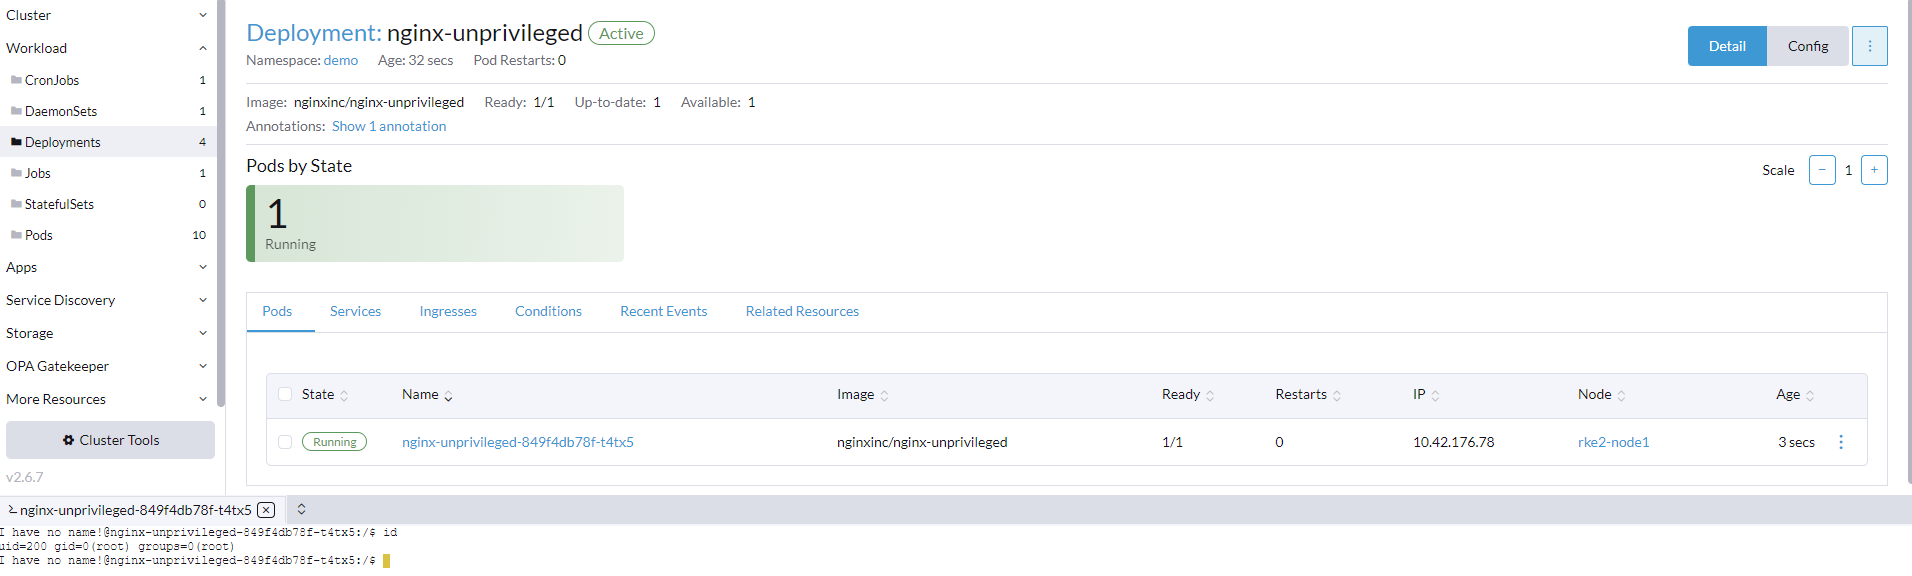 Cluster
Workload
CronJobs 1
DaemonSets 1
Deployments 4
Jobs 1
StatefulSets 0
Pods 10
Apps
Service Discovery
Storage
OPA Gatekeeper
More Resources
Cluster Tools
v2.6.7
Deployment: nginx-unprivileged Active
Namespace: demo Age: 32 secs Pod Restarts: 0
Detail Config
Image: nginxinc/nginx-unprivileged Ready: 1/1 Up-to-date: 1 Available: 1
Annotations: Show 1 annotation
Pods by State
Scale − 1 +
1
Running
Pods Services Ingresses Conditions Recent Events Related Resources
State Name Image Ready Restarts IP Node Age
Running nginx-unprivileged-849f4db78f-t4tx5 nginxinc/nginx-unprivileged 1/1 0 10.42.176.78 rke2-node1 3 secs
nginx-unprivileged-849f4db78f-t4tx5
I have no name!@nginx-unprivileged-849f4db78f-t4tx5:/$ id
uid=200 gid=0(root) groups=0(root)
I have no name!@nginx-unprivileged-849f4db78f-t4tx5:/$